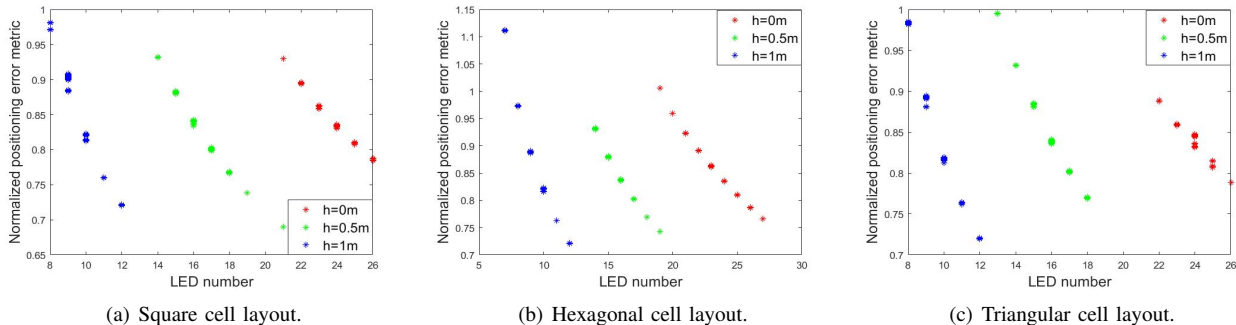 Normalized positioning error metric
1
0.95
0.9
0.85
0.8
0.75
0.7
0.65
8 10 12 14 16 18 20 22 24 26
LED number
h=0m
h=0.5m
h=1m
(a) Square cell layout.
Normalized positioning error metric
1.15
1.1
1.05
1
0.95
0.9
0.85
0.8
0.75
0.7
5 10 15 20 25 30
LED number
h=0m
h=0.5m
h=1m
(b) Hexagonal cell layout.
Normalized positioning error metric
1
0.95
0.9
0.85
0.8
0.75
0.7
8 10 12 14 16 18 20 22 24 26
LED number
h=0m
h=0.5m
h=1m
(c) Triangular cell layout.